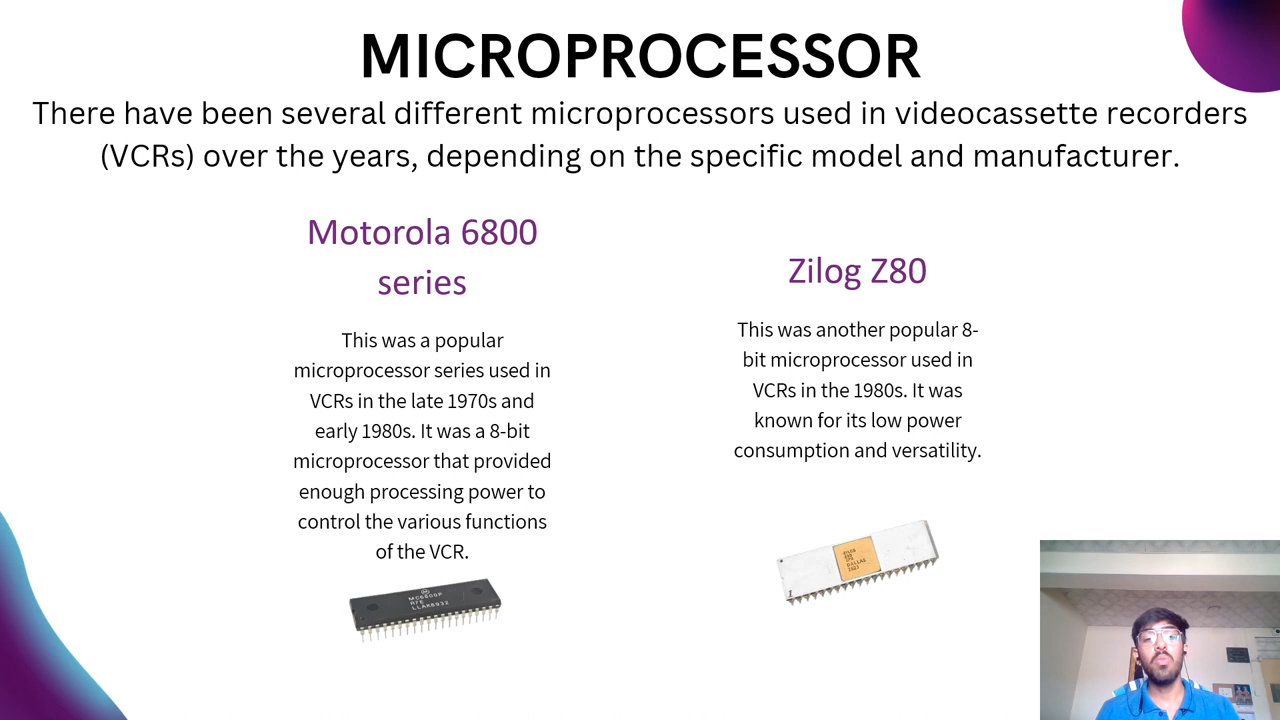 MICROPROCESSOR
There have been several different microprocessors used in videocassette recorders
(VCRs) over the years, depending on the specific model and manufacturer.
Motorola 6800
series
This was a popular
microprocessor series used in
VCRs in the late 1970s and
early 1980s. It was a 8-bit
microprocessor that provided
enough processing power to
control the various functions
of the VCR.
MC6800P
LLAK8932
Zilog Z80
This was another popular 8-
bit microprocessor used in
VCRs in the 1980s. It was
known for its low power
consumption and versatility.
ZILOG
DALLAS